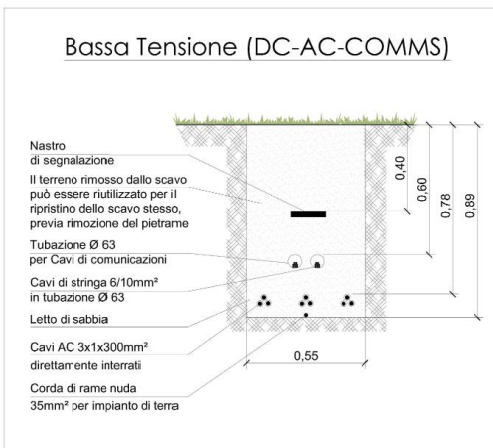 Bassa Tensione (DC-AC-COMMS)
Nastro
di segnalazione
Il terreno rimosso dallo scavo
può essere riutilizzato per il
ripristino dello scavo stesso,
previa rimozione del pietrame
Tubazione Ø 63
per Cavi di comunicazioni
Cavi di stringa 6/10mm²
in tubazione Ø 63
Letto di sabbia
Cavi AC 3x1x300mm²
direttamente interrati
Corda di rame nuda
35mm² per impianto di terra
0,40
0,60
0,78
0,89
0,55